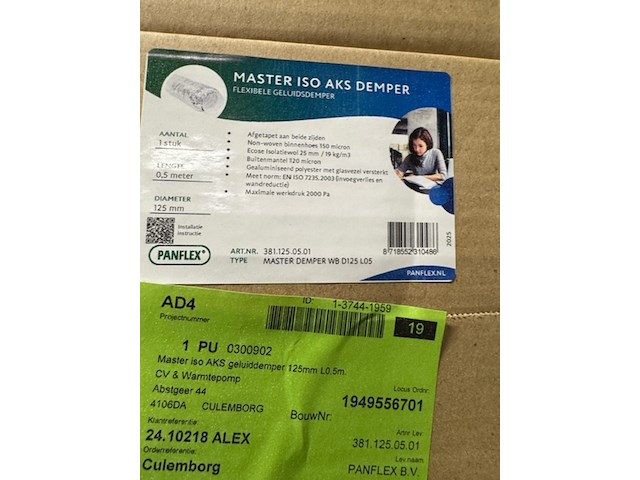 MASTER ISO AKS DEMPER
FLEXIBELE GELUIDSDEMPER
AANTAL
1 stuk
LENGTE
0,5 meter
DIAMETER
125 mm
• Afgetapet aan beide zijden
• Non-woven binnenhoes 150 micron
• Ecose isolatiewol 25 mm / 19 kg/m3
• Buitenmantel 120 micron
• Gealuminiseerd polyester met glasvezel versterkt
• Meet norm: EN ISO 7235:2003 (invoegverlies en
wandreductie)
• Maximale werkdruk 2000 Pa
Installatie
instructie
PANFLEX®
ART.NR. 381.125.05.01
TYPE MASTER DEMPER WB D125 L05
8 718552 310486
2025
PANFLEX.NL
AD4
Projectnummer
ID: 1-3744-1959
19
1 PU 0300902
Master iso AKS geluiddemper 125mm L0,5m.
CV & Warmtepomp
Abstgeer 44
4106DA CULEMBORG
BouwNr:
Locus Ordnr:
1949556701
Klantreferentie:
24.10218 ALEX
Orderreferentie:
Culemborg
Artnr Lev:
381.125.05.01
Lev.naam:
PANFLEX B.V.